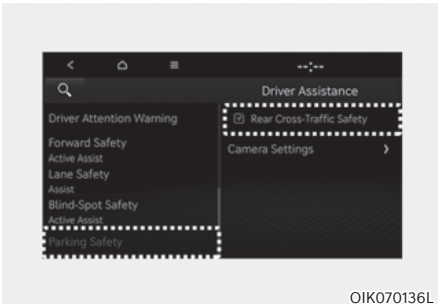 --:--
Driver Assistance
Driver Attention Warning
Rear Cross-Traffic Safety
Forward Safety
Active Assist
Camera Settings
Lane Safety
Assist
Blind-Spot Safety
Active Assist
Parking Safety
OIK070136L